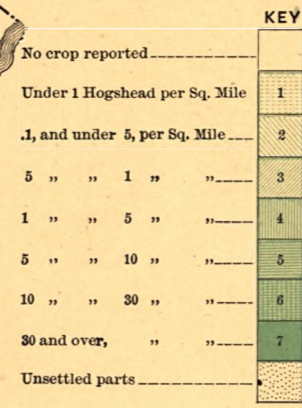 KEY
No crop reported
Under 1 Hogshead per Sq. Mile 1
.1, and under 5, per Sq. Mile 2
5 „ „ 1 „ „ 3
1 „ „ 5 „ „ 4
5 „ „ 10 „ „ 5
10 „ „ 30 „ „ 6
30 and over, „ „ 7
Unsettled parts